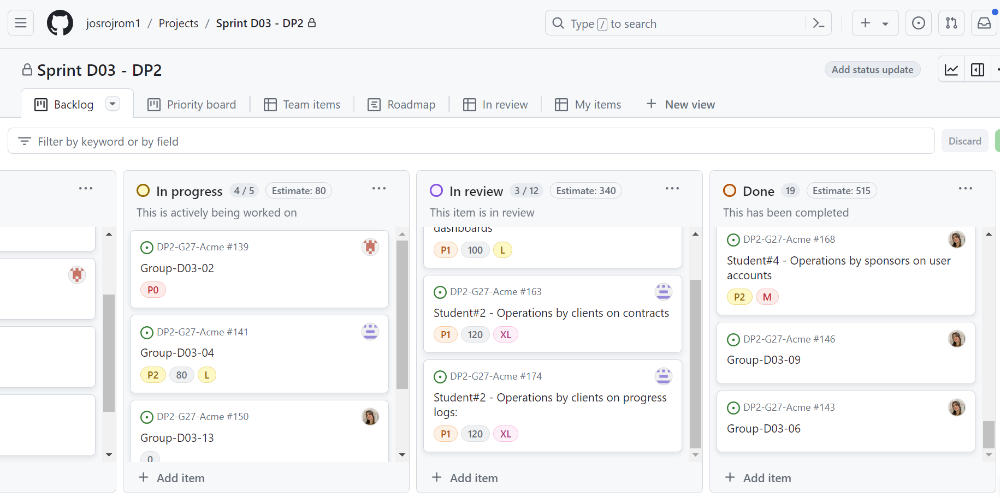 josrojrom1 / Projects / Sprint D03 - DP2
Type / to search
Sprint D03 - DP2
Add status update
Backlog
Priority board
Team items
Roadmap
In review
My items
New view
Filter by keyword or by field
Discard
In progress 4 / 5 Estimate: 80
This is actively being worked on
DP2-G27-Acme #139
Group-D03-02
P0
DP2-G27-Acme #141
Group-D03-04
P2 80 L
DP2-G27-Acme #150
Group-D03-13
0
Add item
In review 3 / 12 Estimate: 340
This item is in review
dashboards
P1 100 L
DP2-G27-Acme #163
Student#2 - Operations by clients on contracts
P1 120 XL
DP2-G27-Acme #174
Student#2 - Operations by clients on progress
logs:
P1 120 XL
Add item
Done 19 Estimate: 515
This has been completed
DP2-G27-Acme #168
Student#4 - Operations by sponsors on user
accounts
P2 M
DP2-G27-Acme #146
Group-D03-09
DP2-G27-Acme #143
Group-D03-06
Add item